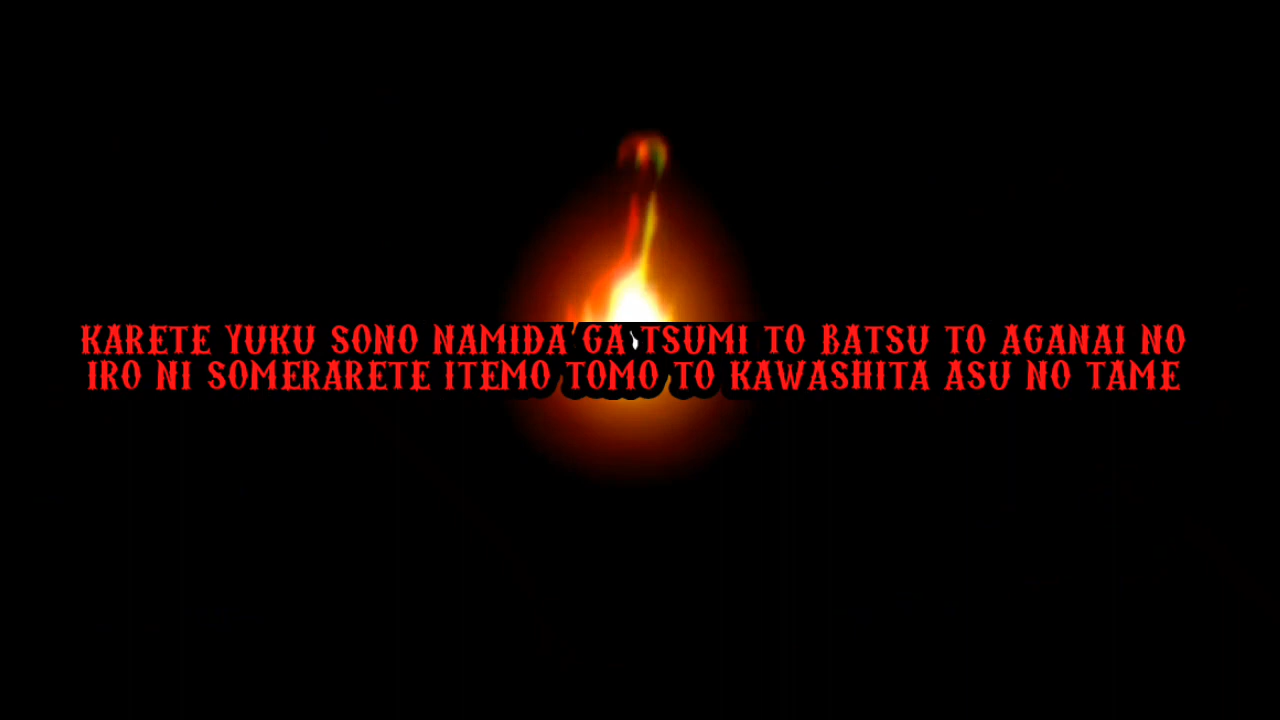 KARETE YUKU SONO NAMIDA'GA TSUMI TO BATSU TO AGANAI NO
IRO NI SOMERARETE ITEMO TOMO TO KAWASHITA ASU NO TAME